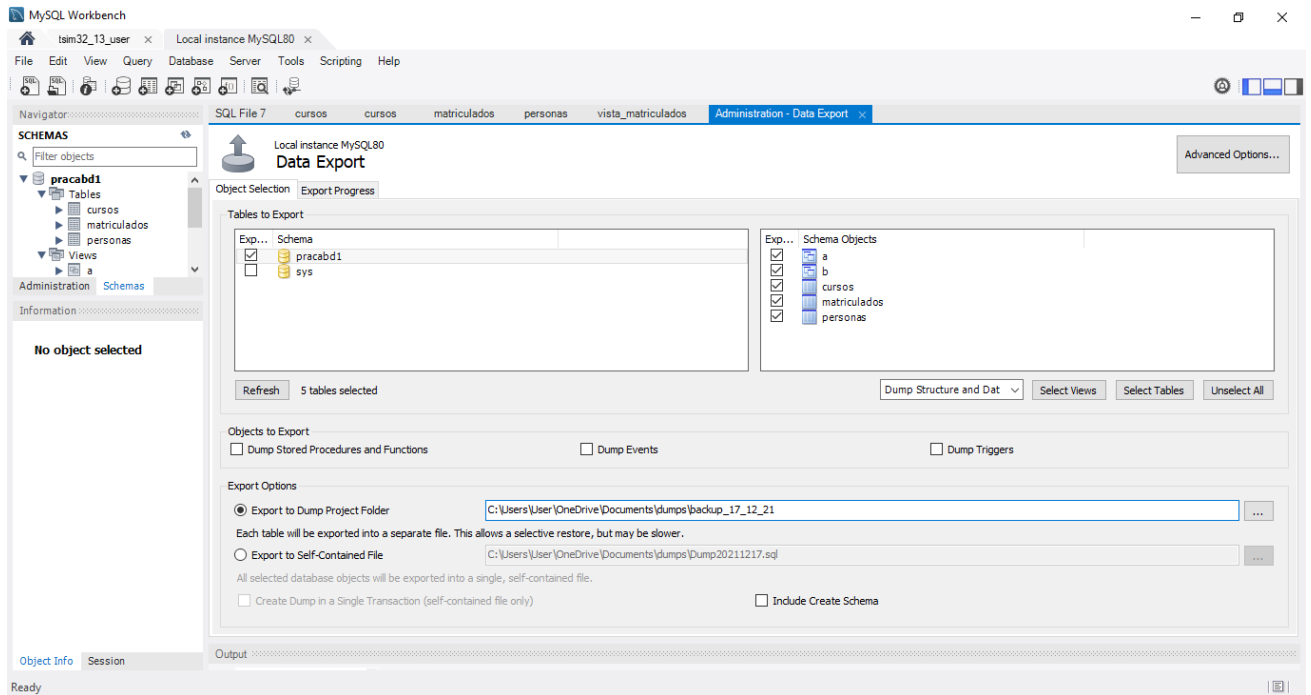 MySQL Workbench
tsim32_13_user × Local instance MySQL80 ×
File Edit View Query Database Server Tools Scripting Help
Navigator
SCHEMAS
Filter objects
pracabd1
Tables
cursos
matriculados
personas
Views
a
Administration Schemas
Information
No object selected
Object Info Session
SQL File 7 cursos cursos matriculados personas vista_matriculados Administration - Data Export ×
Local instance MySQL80
Data Export
Advanced Options...
Object Selection Export Progress
Tables to Export
Exp... Schema
pracabd1
sys
Exp... Schema Objects
a
b
cursos
matriculados
personas
Refresh 5 tables selected Dump Structure and Dat Select Views Select Tables Unselect All
Objects to Export
Dump Stored Procedures and Functions Dump Events Dump Triggers
Export Options
Export to Dump Project Folder C:\Users\User\OneDrive\Documents\dumps\backup_17_12_21 ...
Each table will be exported into a separate file. This allows a selective restore, but may be slower.
Export to Self-Contained File C:\Users\User\OneDrive\Documents\dumps\Dump20211217.sql ...
All selected database objects will be exported into a single, self-contained file.
Create Dump in a Single Transaction (self-contained file only) Include Create Schema
Output
Ready